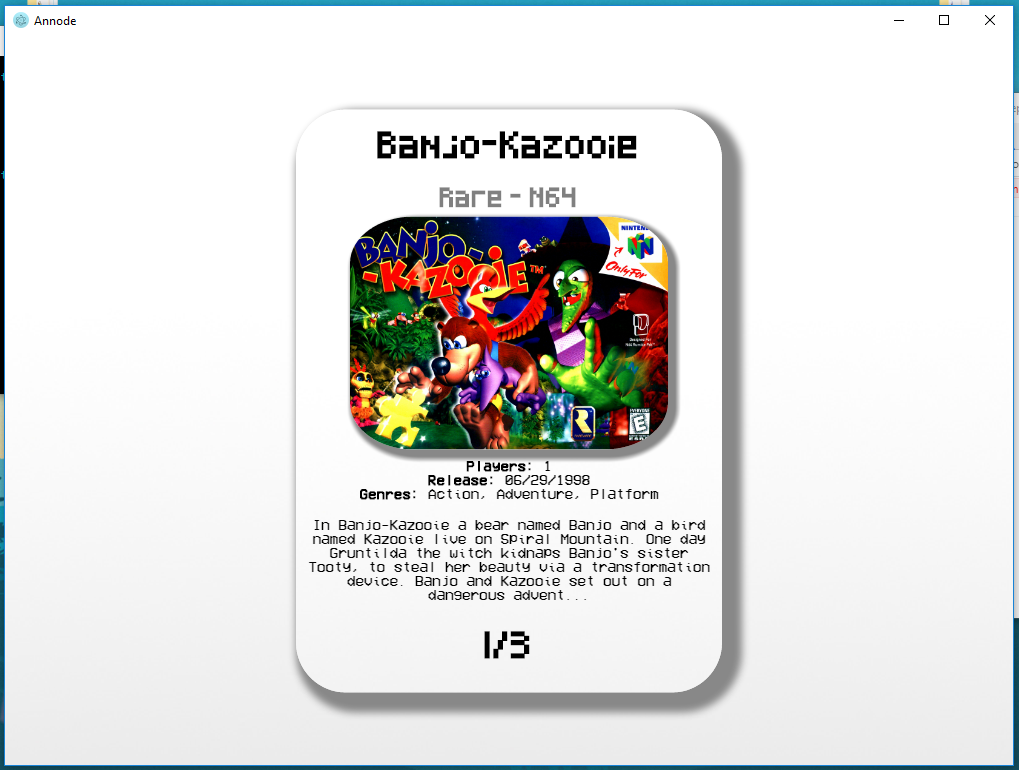 Annode
Banjo-Kazooie
Rare - N64
BANJO-
-KAZOOIE™
NINTENDO
Only For
EVERYONE
E
Players: 1
Release: 06/29/1998
Genres: Action, Adventure, Platform
In Banjo-Kazooie a bear named Banjo and a bird
named Kazooie live on Spiral Mountain. One day
Gruntilda the witch kidnaps Banjo's sister
Tooty, to steal her beauty via a transformation
device. Banjo and Kazooie set out on a
dangerous advent...
1/3